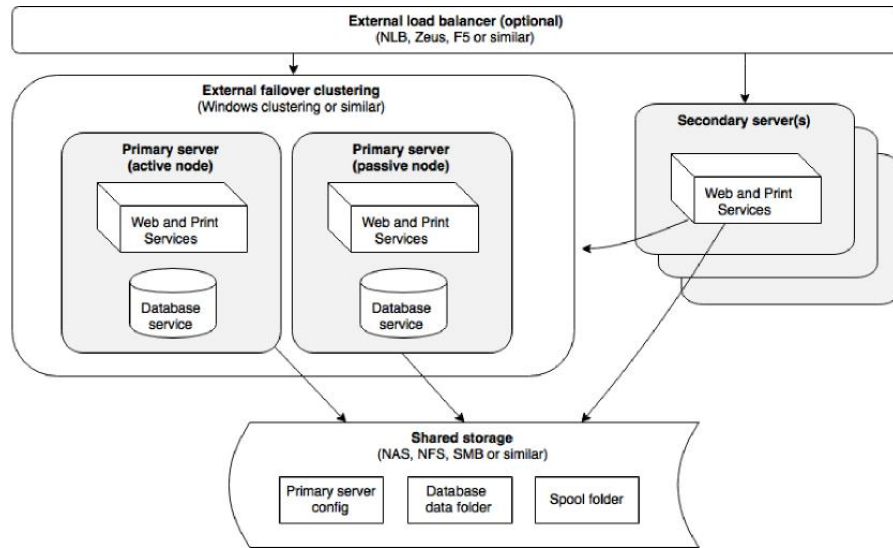 External load balancer (optional)
(NLB, Zeus, F5 or similar)
External failover clustering
(Windows clustering or similar)
Primary server
(active node)
Web and Print
Services
Database
service
Primary server
(passive node)
Web and Print
Services
Database
service
Secondary server(s)
Web and Print
Services
Shared storage
(NAS, NFS, SMB or similar)
Primary server
config
Database
data folder
Spool folder